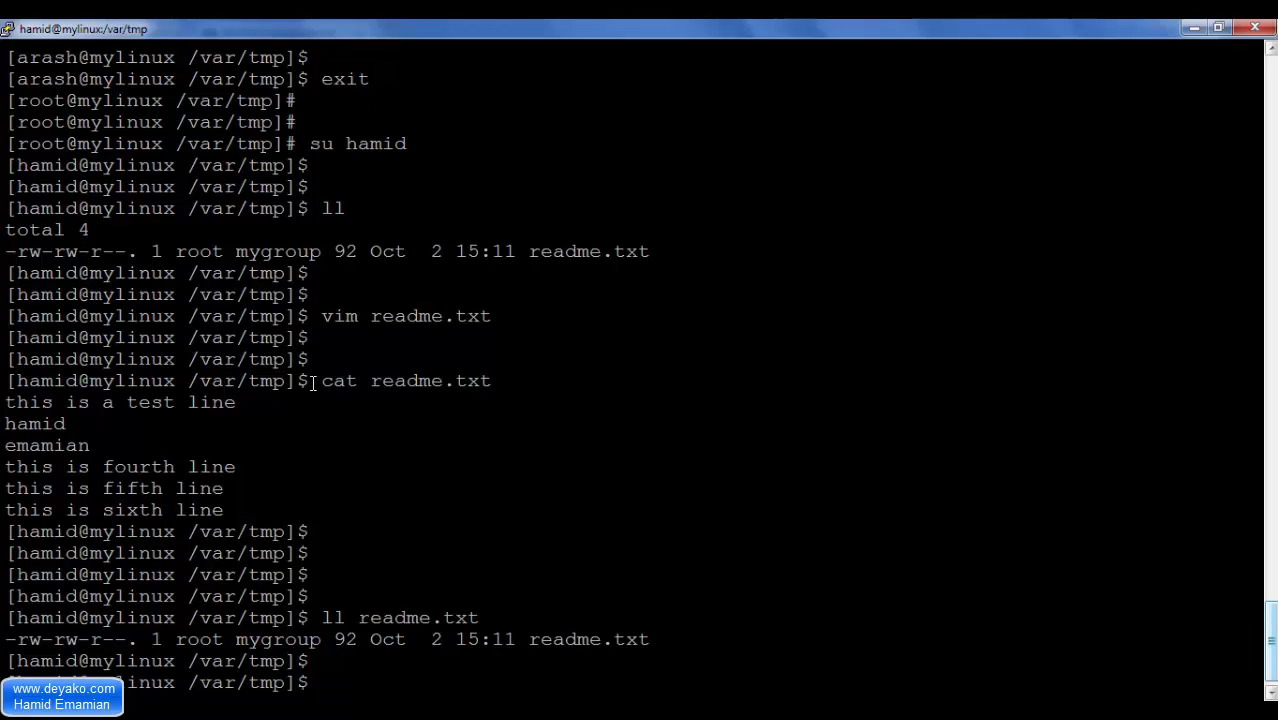 hamid@mylinux:/var/tmp
[arash@mylinux /var/tmp]$
[arash@mylinux /var/tmp]$ exit
[root@mylinux /var/tmp]#
[root@mylinux /var/tmp]#
[root@mylinux /var/tmp]# su hamid
[hamid@mylinux /var/tmp]$
[hamid@mylinux /var/tmp]$
[hamid@mylinux /var/tmp]$ ll
total 4
-rw-rw-r--. 1 root mygroup 92 Oct  2 15:11 readme.txt
[hamid@mylinux /var/tmp]$
[hamid@mylinux /var/tmp]$
[hamid@mylinux /var/tmp]$ vim readme.txt
[hamid@mylinux /var/tmp]$
[hamid@mylinux /var/tmp]$
[hamid@mylinux /var/tmp]$ cat readme.txt
this is a test line
hamid
emamian
this is fourth line
this is fifth line
this is sixth line
[hamid@mylinux /var/tmp]$
[hamid@mylinux /var/tmp]$
[hamid@mylinux /var/tmp]$
[hamid@mylinux /var/tmp]$
[hamid@mylinux /var/tmp]$ ll readme.txt
-rw-rw-r--. 1 root mygroup 92 Oct  2 15:11 readme.txt
[hamid@mylinux /var/tmp]$
linux /var/tmp]$
www.deyako.com
Hamid Emamian